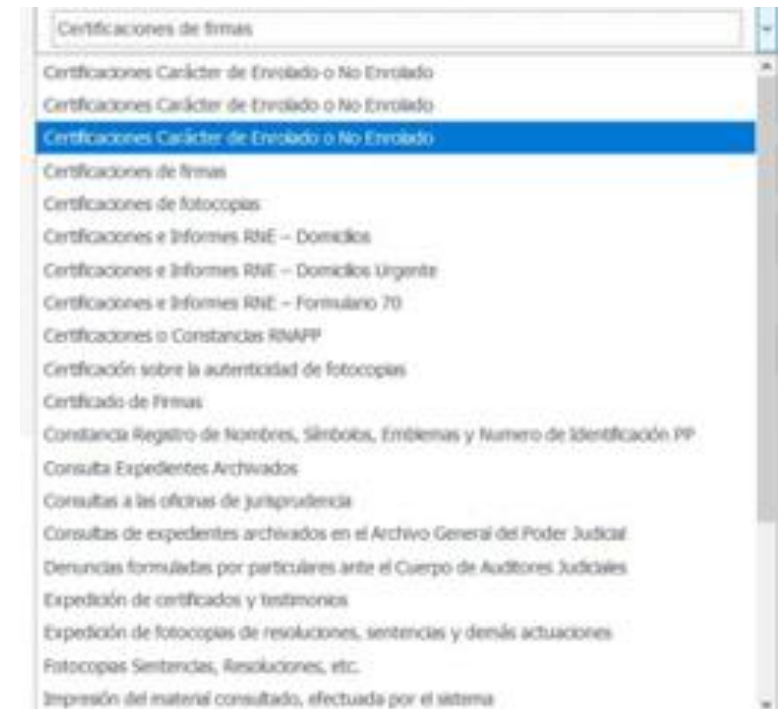 Certificaciones de firmas
Certificaciones Carácter de Enrolado o No Enrolado
Certificaciones Carácter de Enrolado o No Enrolado
Certificaciones Carácter de Enrolado o No Enrolado
Certificaciones de firmas
Certificaciones de fotocopias
Certificaciones e Informes RNE – Domicilios
Certificaciones e Informes RNE – Domicilios Urgente
Certificaciones e Informes RNE – Formulario 70
Certificaciones o Constancias RNAPP
Certificación sobre la autenticidad de fotocopias
Certificado de Firmas
Constancia Registro de Nombres, Símbolos, Emblemas y Numero de Identificación PP
Consulta Expedientes Archivados
Consultas a las oficinas de jurisprudencia
Consultas de expedientes archivados en el Archivo General del Poder Judicial
Denuncias formuladas por particulares ante el Cuerpo de Auditores Judiciales
Expedición de certificados y testimonios
Expedición de fotocopias de resoluciones, sentencias y demás actuaciones
Fotocopias Sentencias, Resoluciones, etc.
Impresión del material consultado, efectuada por el sistema